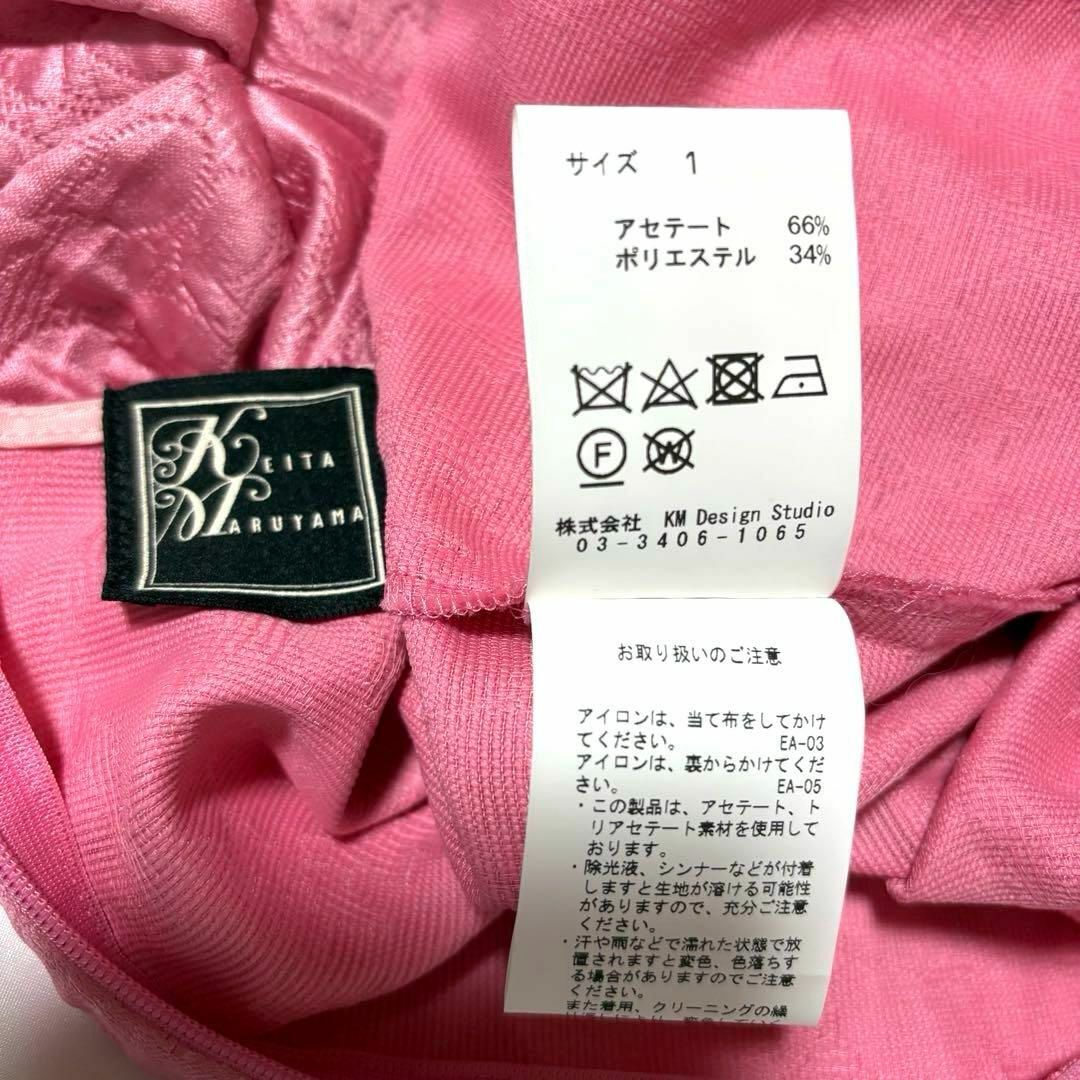 KEITA
MARUYAMA
サイズ 1
アセテート 66%
ポリエステル 34%
F
W
株式会社 KM Design Studio
03-3406-1065
お取り扱いのご注意
アイロンは、当て布をしてかけ
てください。 EA-03
アイロンは、裏からかけてくだ
さい。 EA-05
・この製品は、アセテート、ト
リアセテート素材を使用して
おります。
・除光液、シンナーなどが付着
しますと生地が溶ける可能性
がありますので、充分ご注意
ください。
・汗や雨などで濡れた状態で放
置されますと変色、色落ちす
る場合がありますのでご注意
ください。
また着用、クリーニングの繰